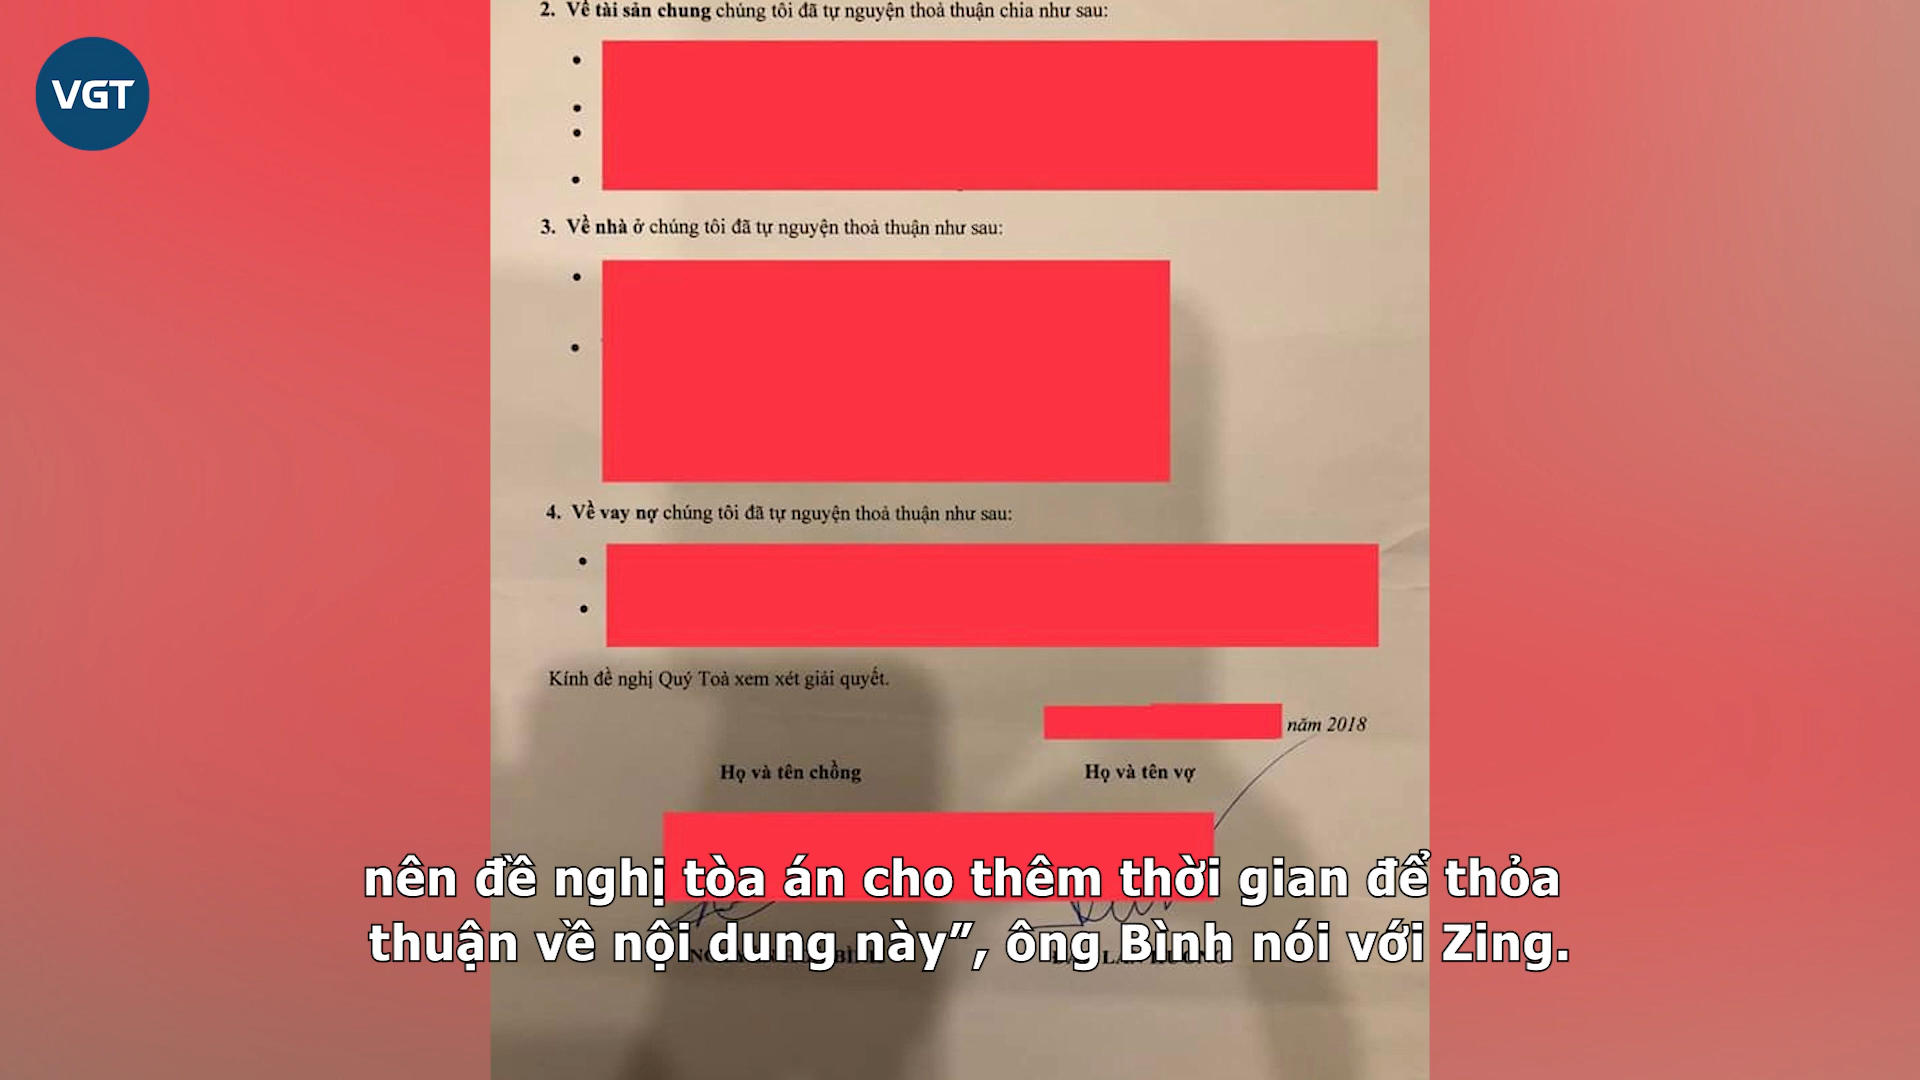 VGT
2. Về tài sản chung chúng tôi đã tự nguyện thoả thuận chia như sau:
3. Về nhà ở chúng tôi đã tự nguyện thoả thuận như sau:
4. Về vay nợ chúng tôi đã tự nguyện thoả thuận như sau:
Kính đề nghị Quý Toà xem xét giải quyết.
năm 2018
Họ và tên chồng Họ và tên vợ
nên đề nghị tòa án cho thêm thời gian để thỏa
thuận về nội dung này”, ông Bình nói với Zing.